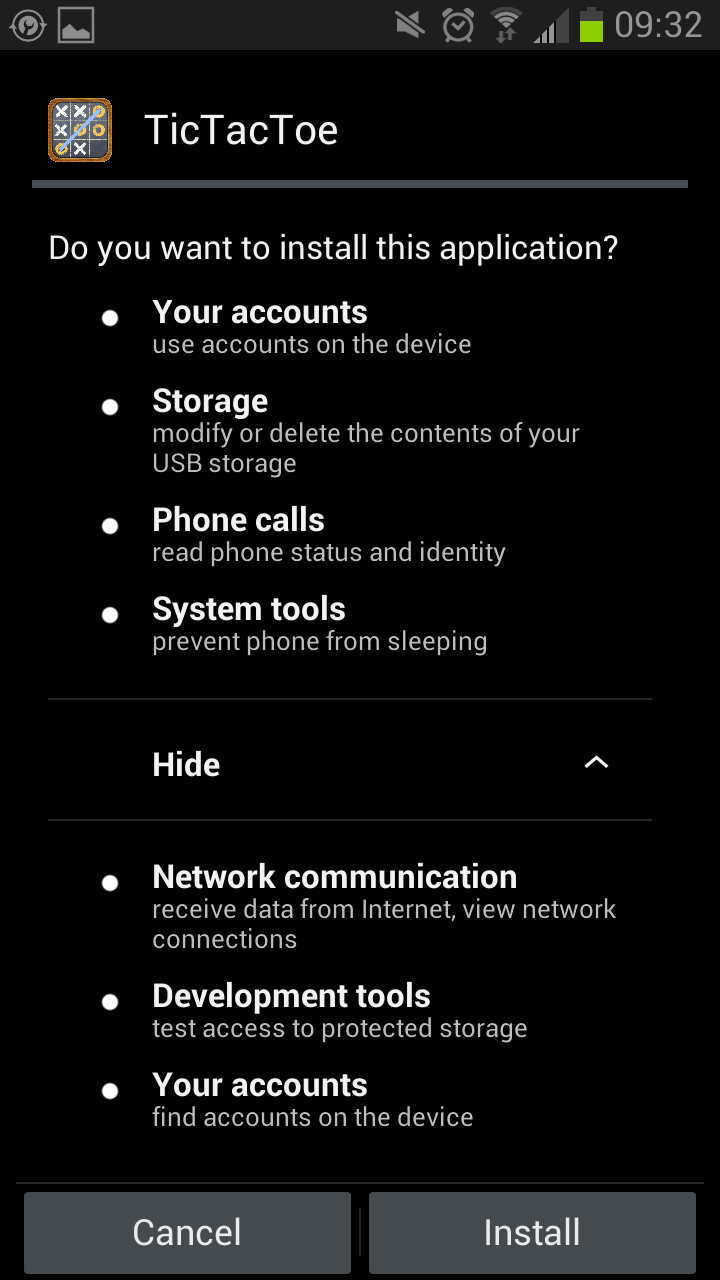 09:32
TicTacToe
Do you want to install this application?
Your accounts
use accounts on the device
Storage
modify or delete the contents of your
USB storage
Phone calls
read phone status and identity
System tools
prevent phone from sleeping
Hide
Network communication
receive data from Internet, view network
connections
Development tools
test access to protected storage
Your accounts
find accounts on the device
Cancel
Install